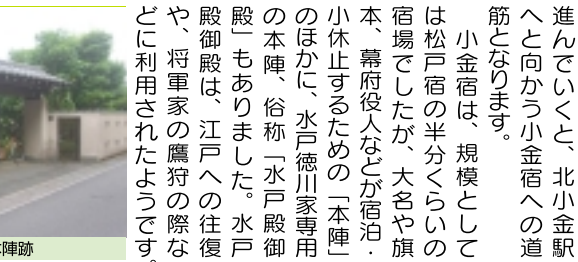 進んでいくと、北小金駅
へと向かう小金宿への道
筋となります。
小金宿は、規模として
は松戸宿の半分くらいの
宿場でしたが、大名や旗
本、幕府役人などが宿泊・
小休止するための「本陣」
のほかに、水戸徳川家専用
の本陣、俗称「水戸殿御
殿」もありました。水戸
殿御殿は、江戸への往復
や、将軍家の鷹狩の際な
どに利用されたようです。
本陣跡